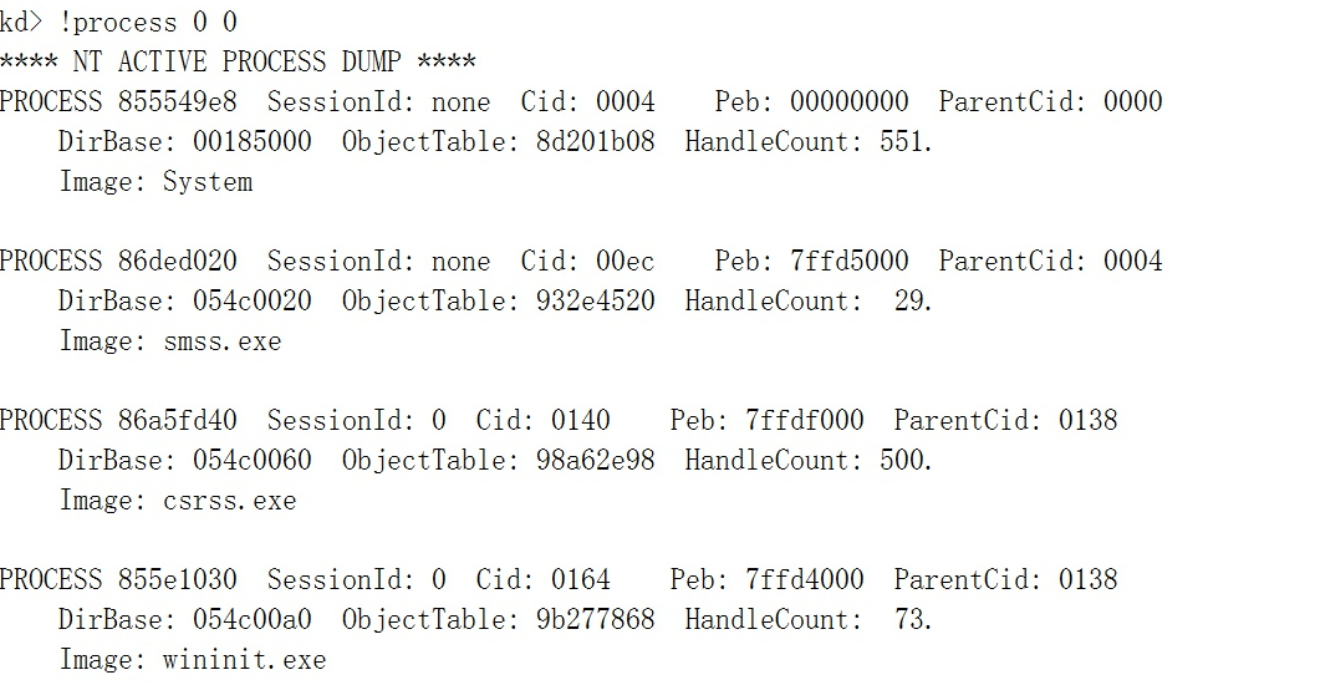 kd> !process 0 0
**** NT ACTIVE PROCESS DUMP ****
PROCESS 855549e8  SessionId: none  Cid: 0004    Peb: 00000000  ParentCid: 0000
    DirBase: 00185000  ObjectTable: 8d201b08  HandleCount: 551.
    Image: System

PROCESS 86ded020  SessionId: none  Cid: 00ec    Peb: 7ffd5000  ParentCid: 0004
    DirBase: 054c0020  ObjectTable: 932e4520  HandleCount:  29.
    Image: smss.exe

PROCESS 86a5fd40  SessionId: 0  Cid: 0140    Peb: 7ffdf000  ParentCid: 0138
    DirBase: 054c0060  ObjectTable: 98a62e98  HandleCount: 500.
    Image: csrss.exe

PROCESS 855e1030  SessionId: 0  Cid: 0164    Peb: 7ffd4000  ParentCid: 0138
    DirBase: 054c00a0  ObjectTable: 9b277868  HandleCount:  73.
    Image: wininit.exe